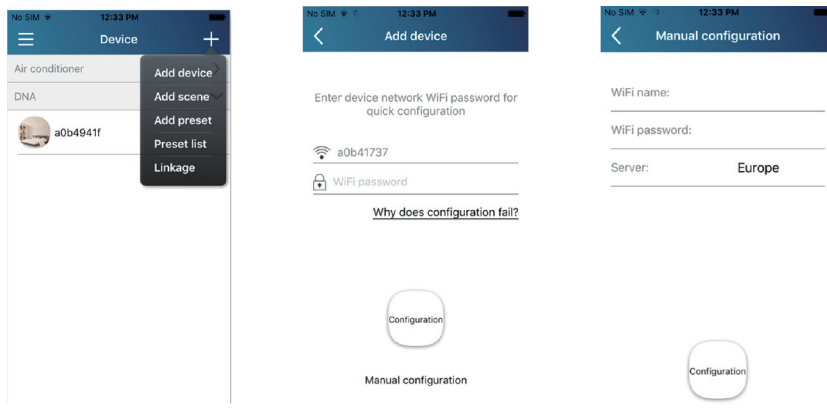 No SIM 12:33 PM
Device
Air conditioner
DNA
a0b4941f
Add device
Add scene
Add preset
Preset list
Linkage
No SIM 12:33 PM
Add device
Enter device network WiFi password for
quick configuration
a0b41737
WiFi password
Why does configuration fail?
Configuration
Manual configuration
No SIM 12:33 PM
Manual configuration
WiFi name:
WiFi password:
Server: Europe
Configuration